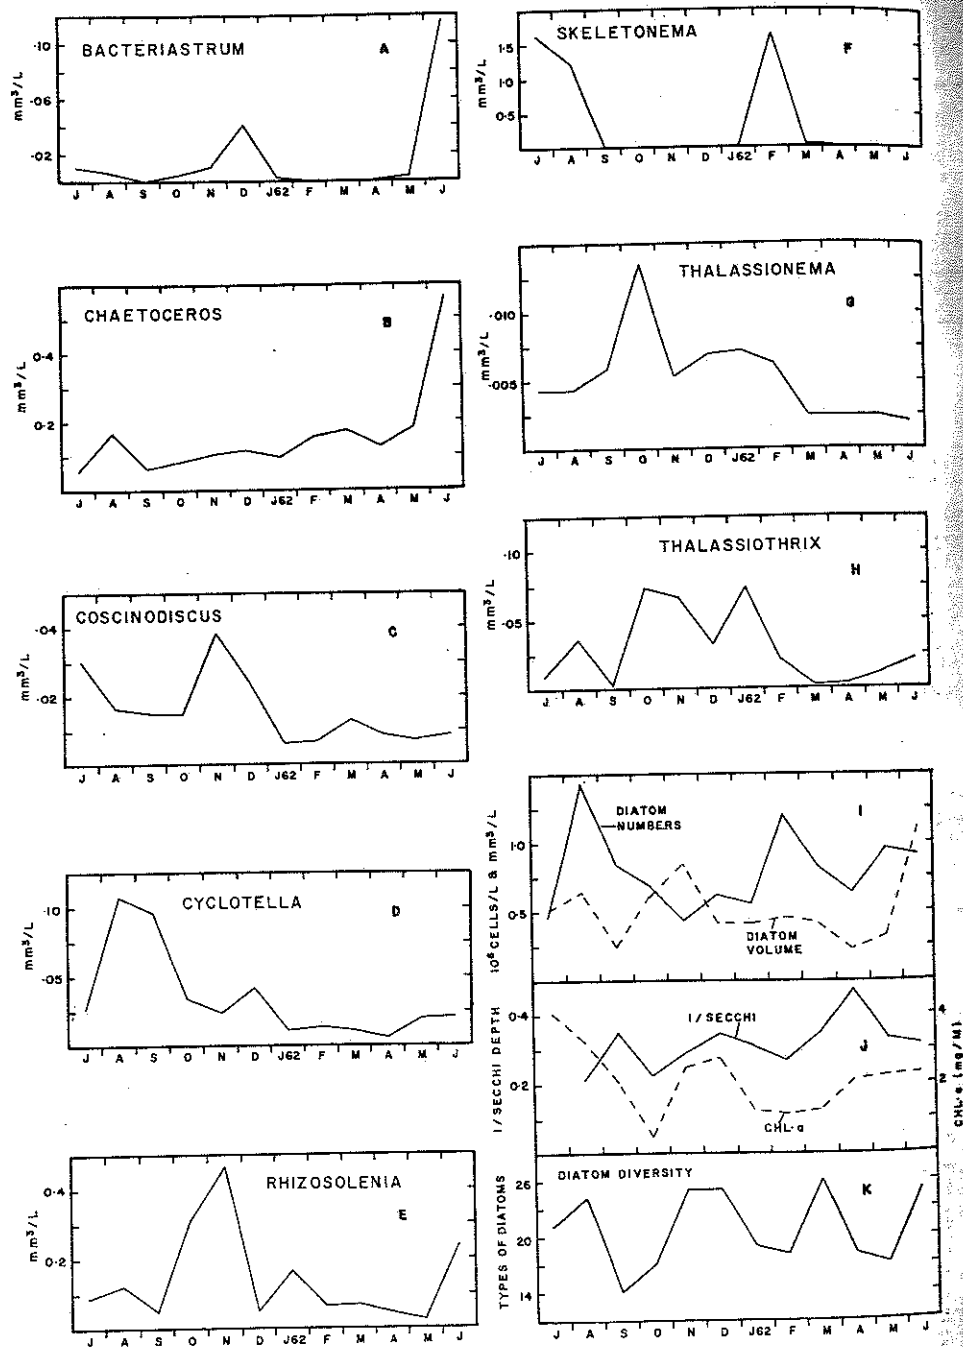 BACTERIASTRUM
A
mm³/L
·10
·06
·02
J A S O N D J62 F M A M J
CHAETOCEROS
B
mm³/L
0·4
0·2
J A S O N D J62 F M A M J
COSCINODISCUS
C
mm³/L
·04
·02
J A S O N D J62 F M A M J
CYCLOTELLA
D
mm³/L
·10
·05
J A S O N D J62 F M A M J
RHIZOSOLENIA
E
mm³/L
0·4
0·2
J A S O N D J62 F M A M J
SKELETONEMA
F
mm³/L
1·5
1·0
0·5
J A S O N D J62 F M A M J
THALASSIONEMA
G
mm³/L
·010
·005
J A S O N D J62 F M A M J
THALASSIOTHRIX
H
mm³/L
·10
·05
J A S O N D J62 F M A M J
DIATOM
NUMBERS
I
10⁶ CELLS/L & mm³/L
1·0
0·5
DIATOM
VOLUME
1/SECCHI DEPTH
0·4
0·2
1/SECCHI
J
CHL·a
4
2
CHL·a (mg/M)
DIATOM DIVERSITY
K
TYPES OF DIATOMS
26
20
14
J A S O N D J62 F M A M J